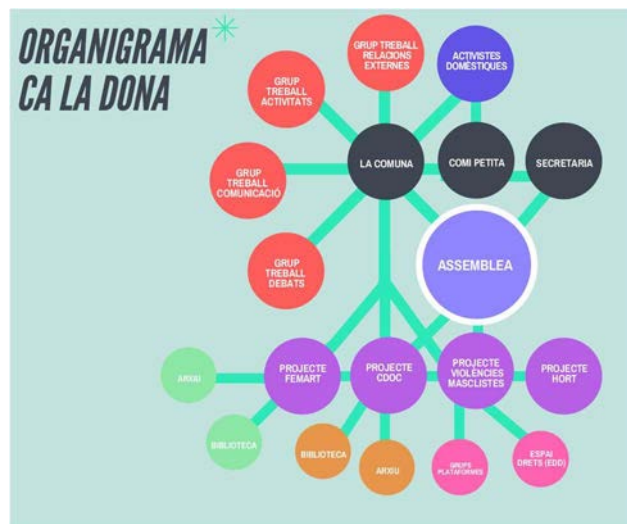 ORGANIGRAMA
CA LA DONA
GRUP TREBALL
RELACIONS
EXTERNES
ACTIVISTES
DOMÈSTIQUES
GRUP
TREBALL
ACTIVITATS
LA COMUNA
COMI PETITA
SECRETARIA
GRUP
TREBALL
COMUNICACIÓ
GRUP
TREBALL
DEBATS
ASSEMBLEA
PROJECTE
FEMART
PROJECTE
CDOC
PROJECTE
VIOLÈNCIES
MASCLISTES
PROJECTE
HORT
ARXIU
BIBLIOTECA
BIBLIOTECA
ARXIU
GRUPS
PLATAFORMES
ESPAI
DRETS (EDD)